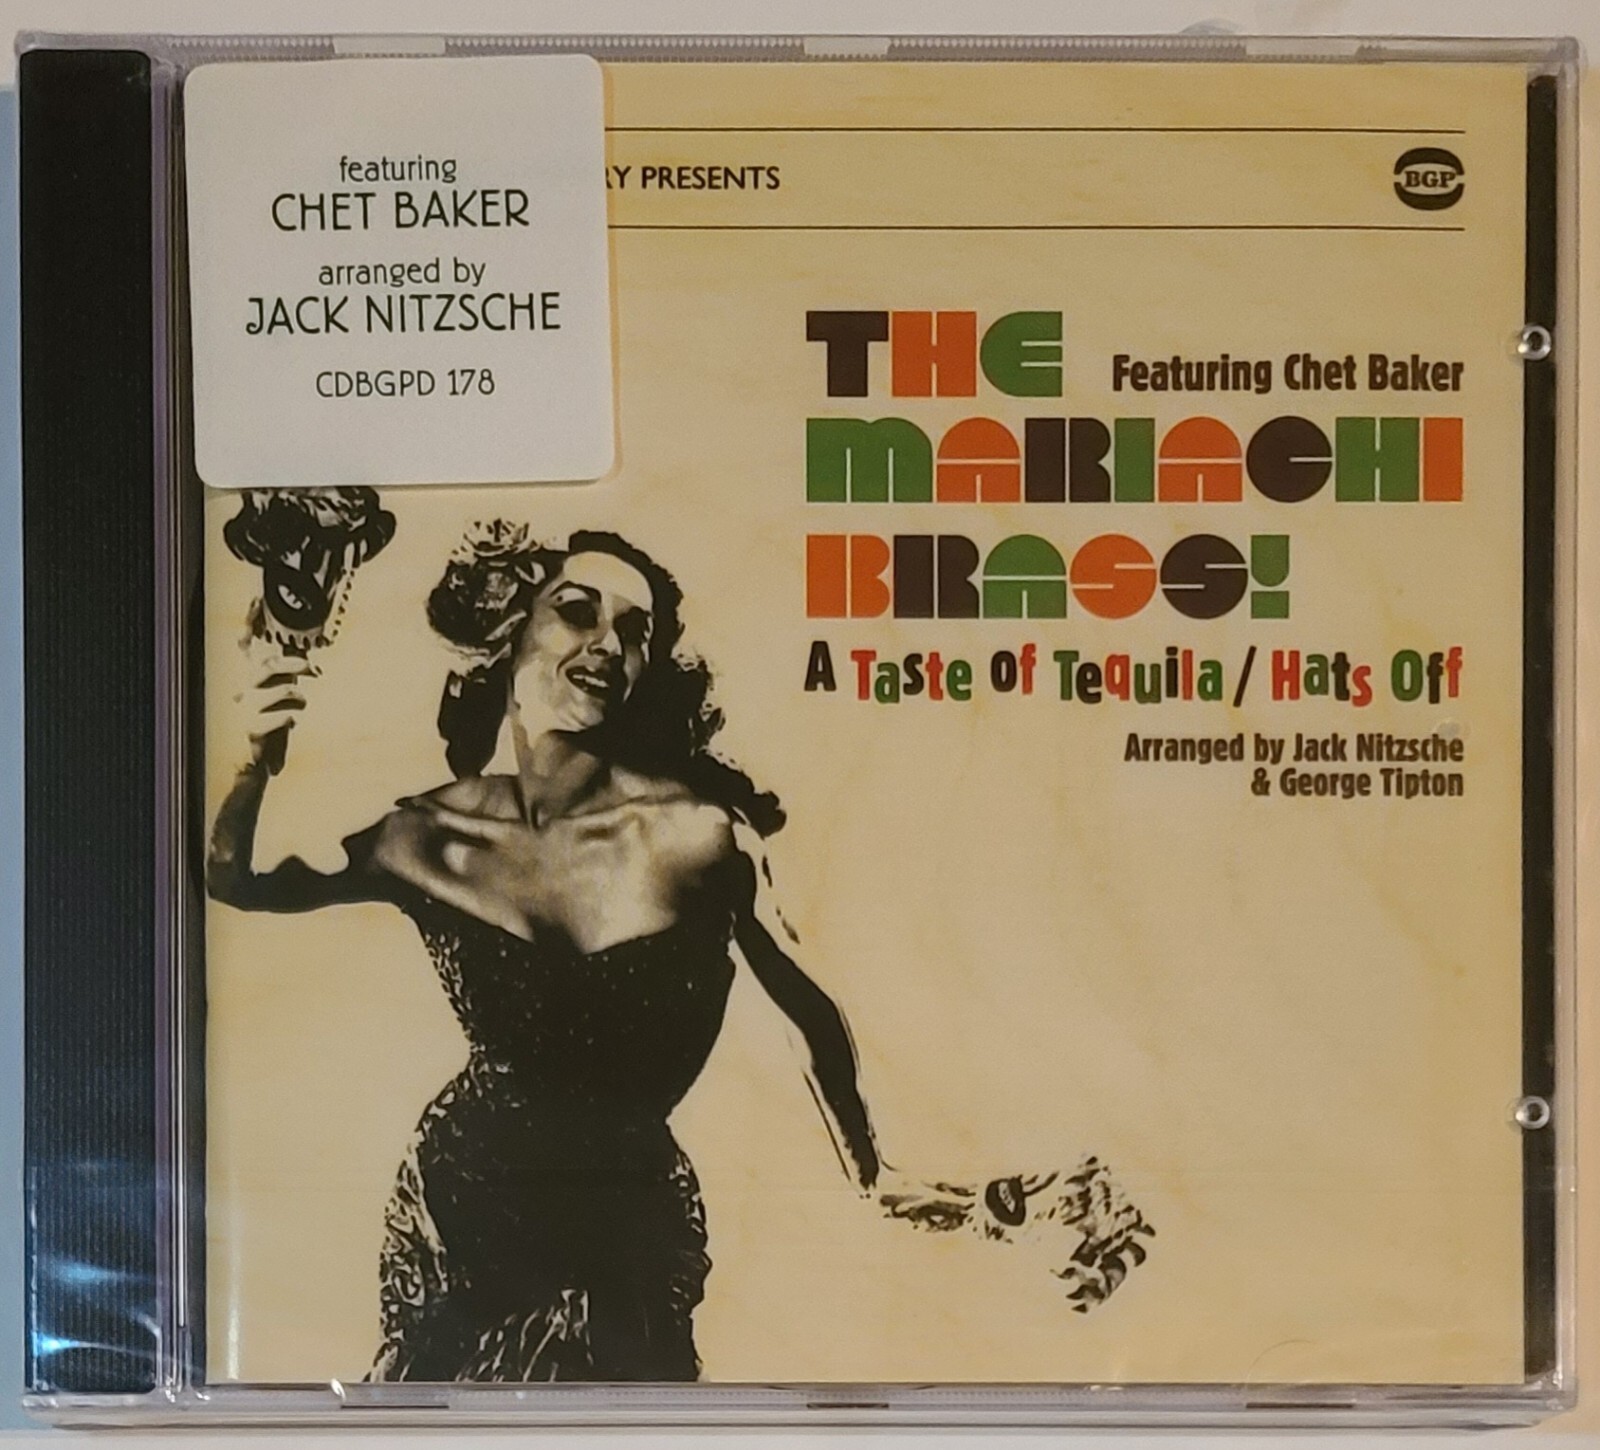 featuring
CHET BAKER
arranged by
JACK NITZSCHE
CDBGPD 178
PRESENTS
BGP
THE
Featuring Chet Baker
MARIACHI
BRASS!
A Taste Of Tequila / Hats Off
Arranged by Jack Nitzsche
& George Tipton